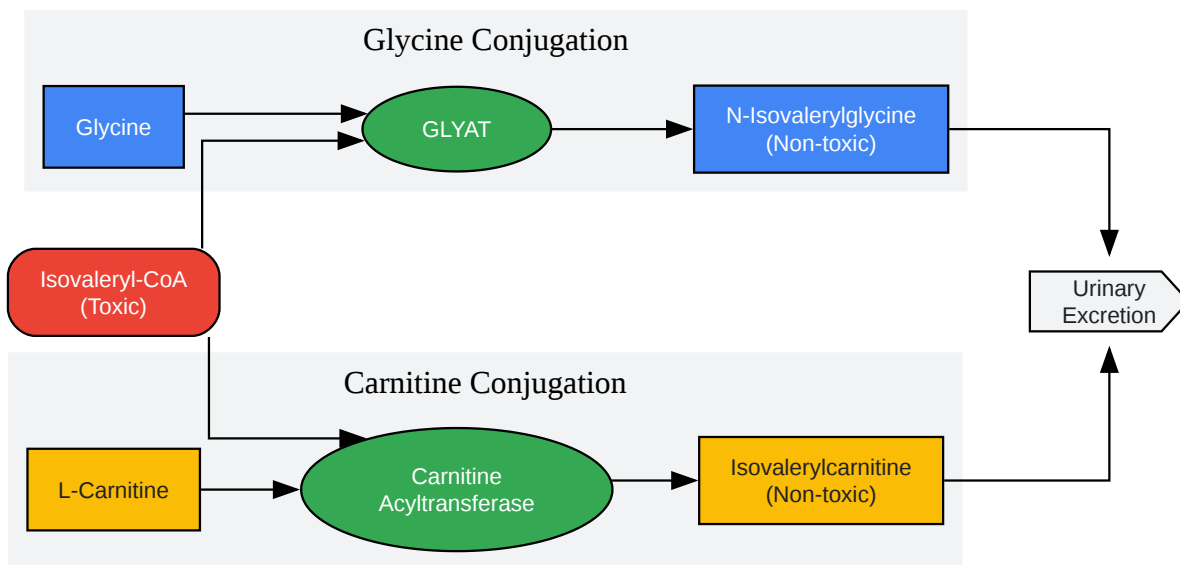 Glycine Conjugation
Glycine
GLYAT
N-Isovalerylglycine
(Non-toxic)
Isovaleryl-CoA
(Toxic)
Urinary
Excretion
Carnitine Conjugation
L-Carnitine
Carnitine
Acyltransferase
Isovalerylcarnitine
(Non-toxic)